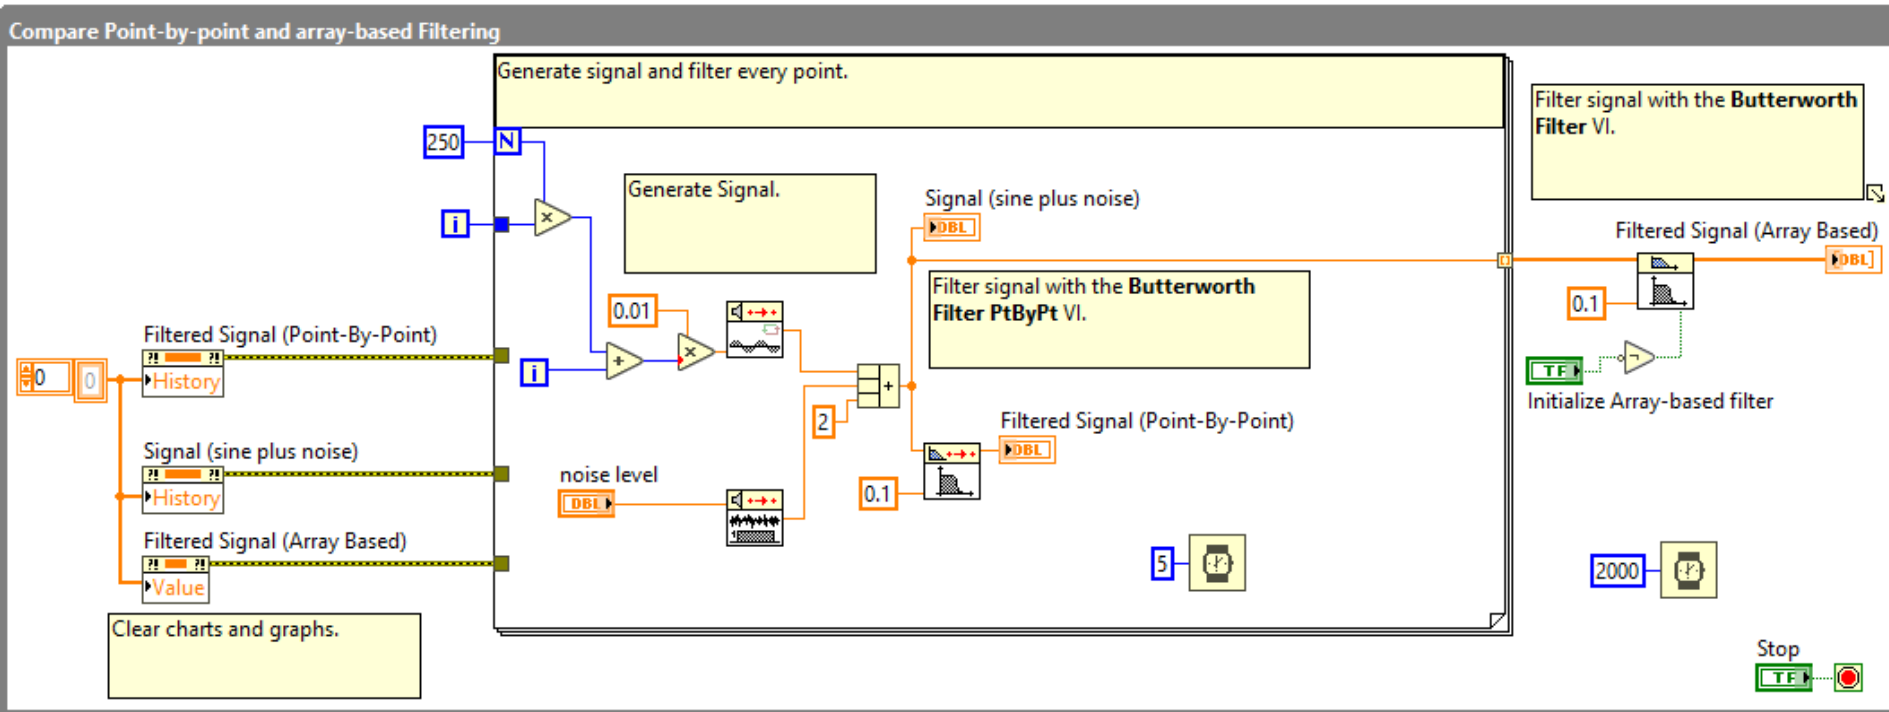 Compare Point-by-point and array-based Filtering
Generate signal and filter every point.
Filter signal with the Butterworth
Filter VI.
250
N
Generate Signal.
i
×
Signal (sine plus noise)
DBL
Filtered Signal (Array Based)
DBL]
Filter signal with the Butterworth
Filter PtByPt VI.
0.01
0.1
Filtered Signal (Point-By-Point)
?! ?!
History
0
0
i
+
×
TF
Initialize Array-based filter
+
2
Filtered Signal (Point-By-Point)
DBL
Signal (sine plus noise)
?! ?!
History
noise level
DBL
0.1
1
Filtered Signal (Array Based)
?! ?!
Value
5
2000
Clear charts and graphs.
Stop
TF